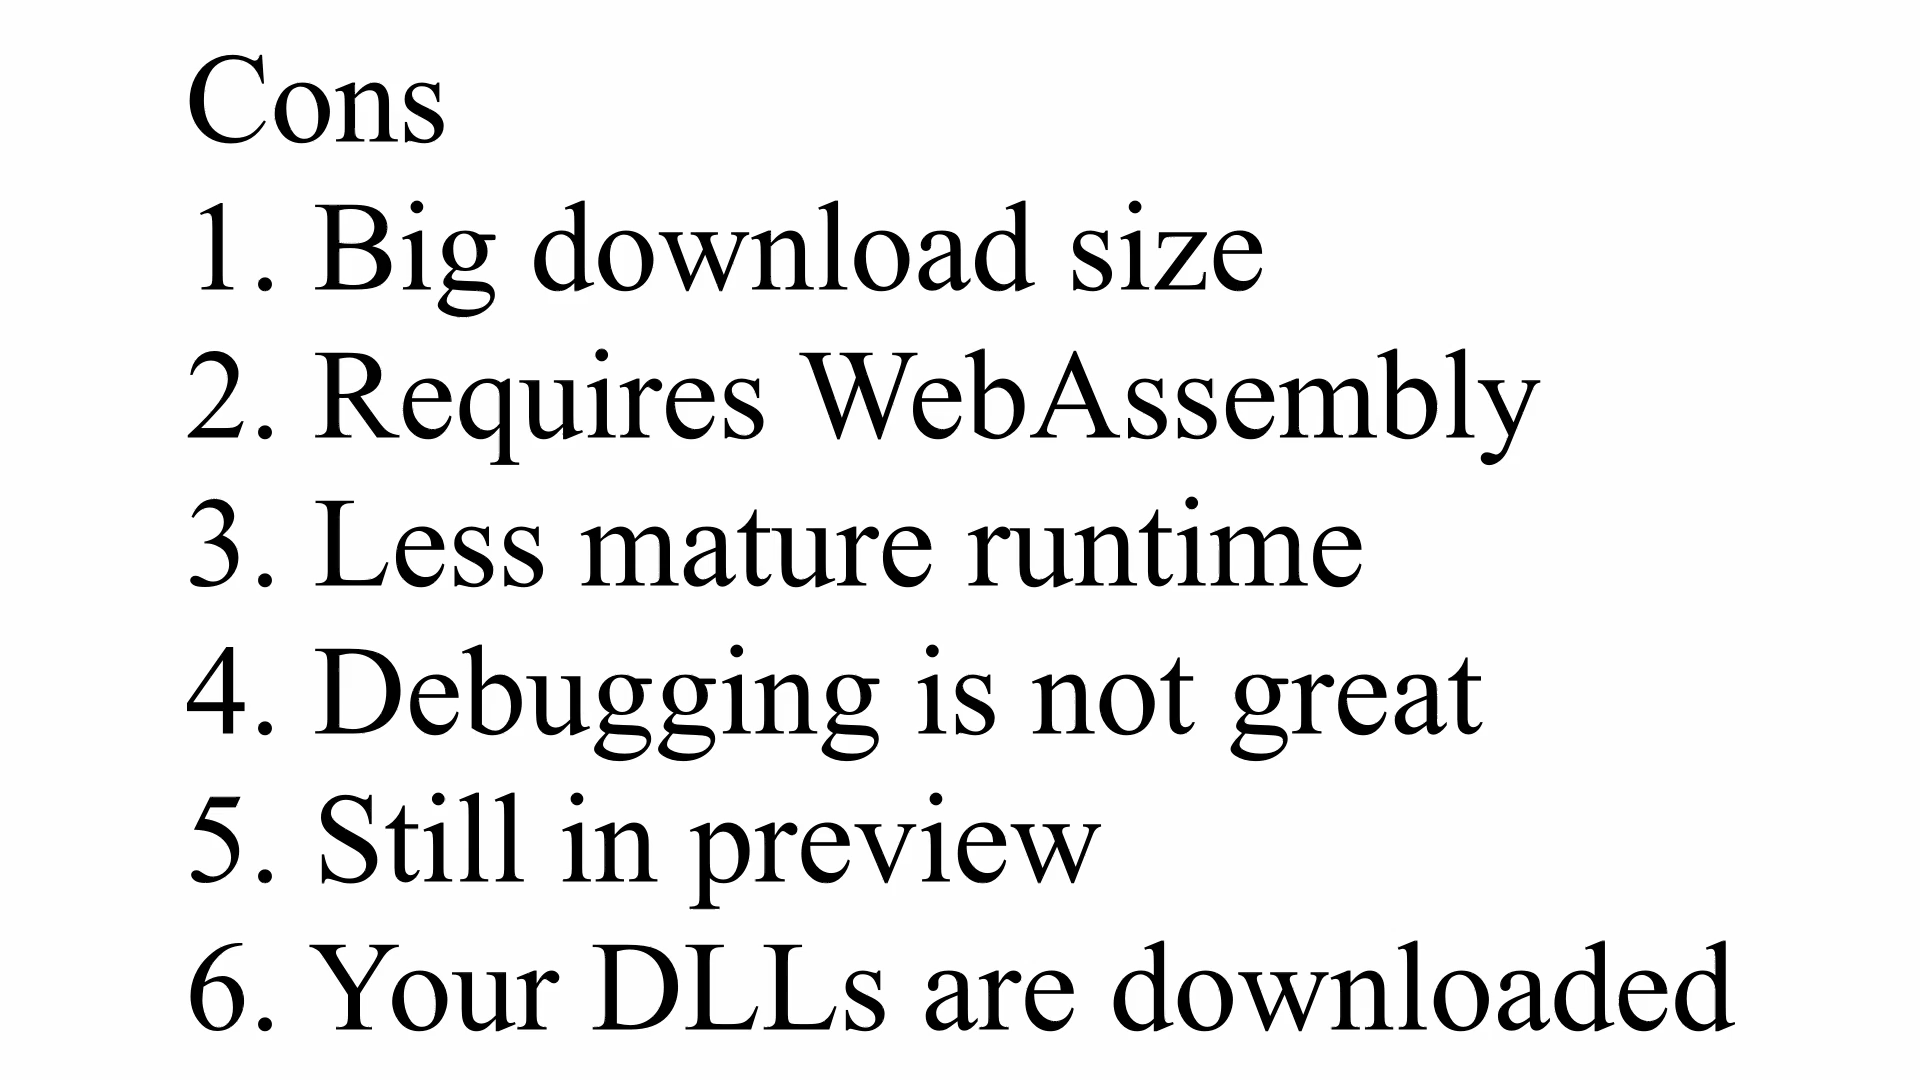 Cons
1. Big download size
2. Requires WebAssembly
3. Less mature runtime
4. Debugging is not great
5. Still in preview
6. Your DLLs are downloaded